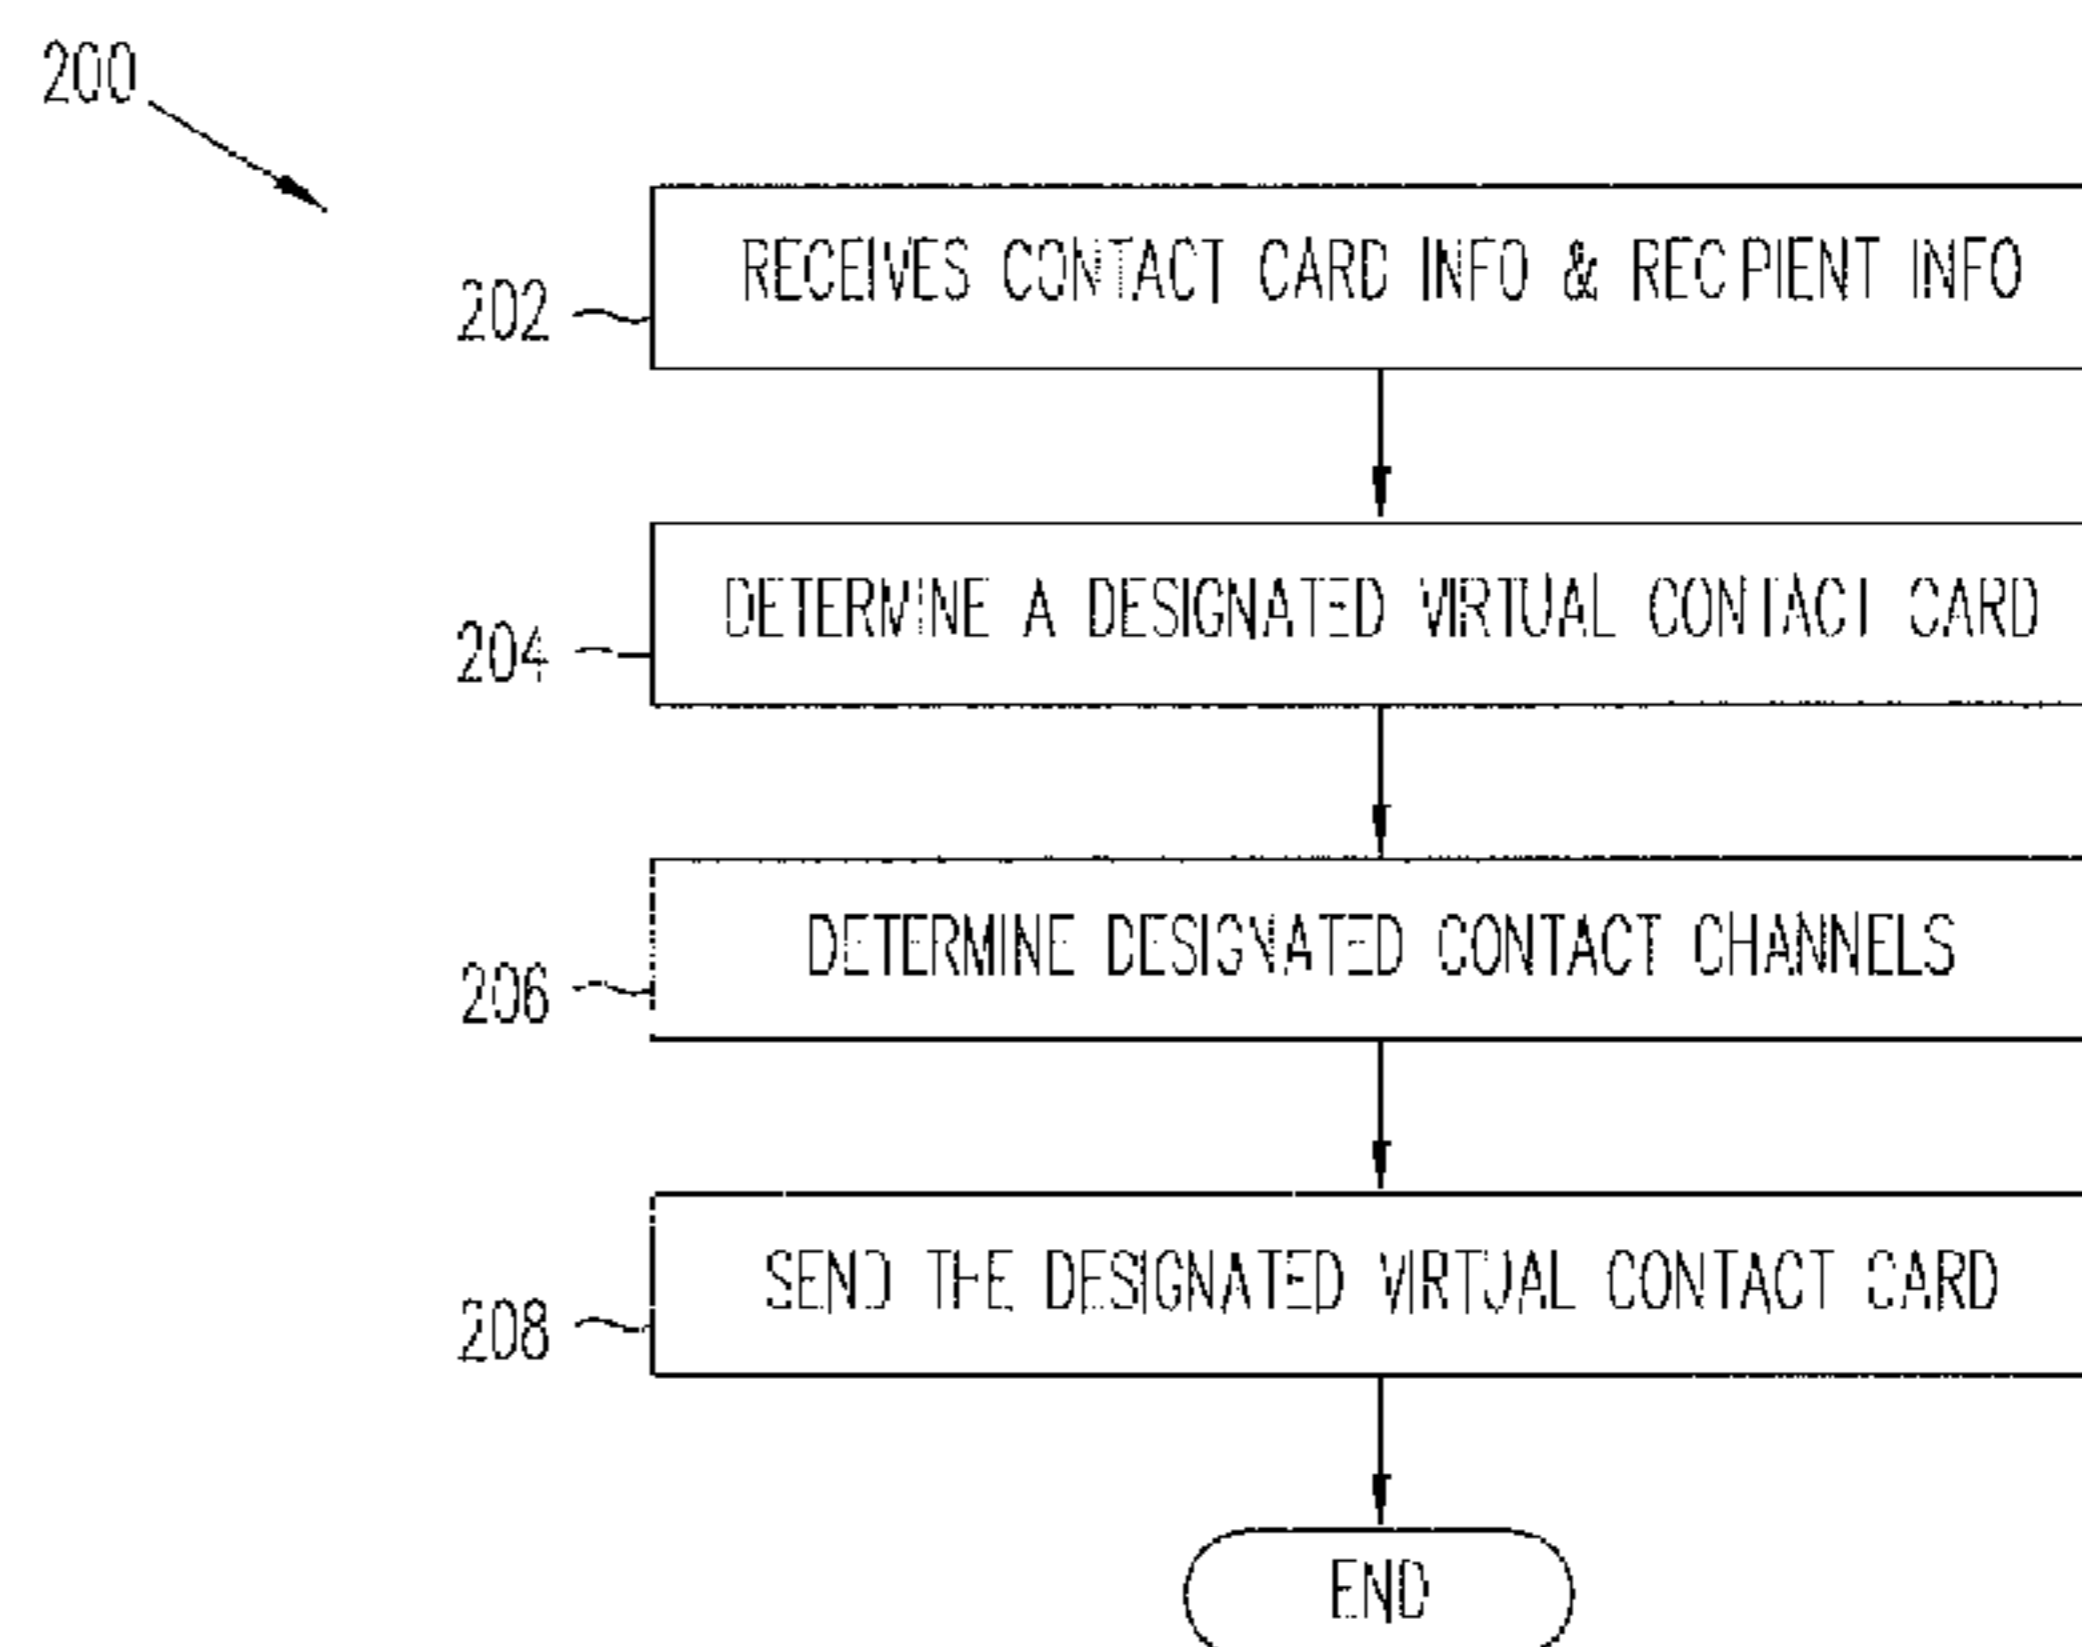 200
RECEIVES CONTACT CARD INFO & RECIPIENT INFO
202
DETERMINE A DESIGNATED VIRTUAL CONTACT CARD
204
DETERMINE DESIGNATED CONTACT CHANNELS
206
SEND THE DESIGNATED VIRTUAL CONTACT CARD
208
END